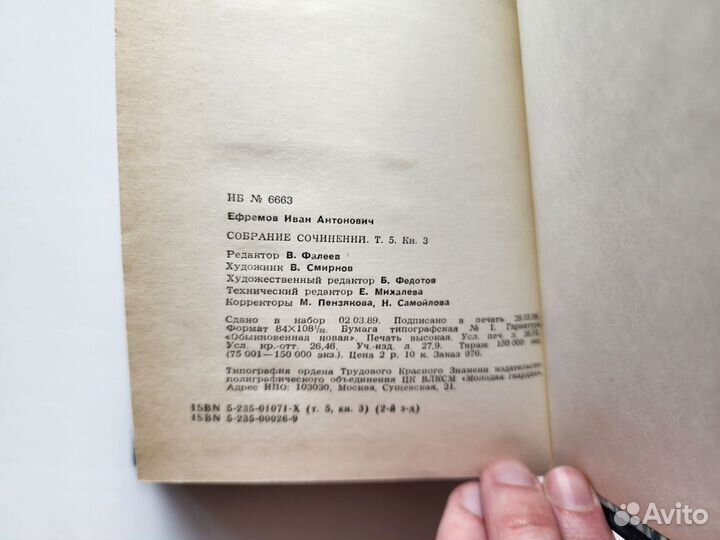 ИБ № 6663
Ефремов Иван Антонович
СОБРАНИЕ СОЧИНЕНИЙ. Т. 5. Кн. 3
Редактор В. Фалеев
Художник В. Смирнов
Художественный редактор Б. Федотов
Технический редактор Е. Михалева
Корректоры М. Пензякова, Н. Самойлова
Сдано в набор 02.03.89. Подписано в печать
Формат 84×108¹/₃₂. Бумага типографская № 1. Гарнитура
«Обыкновенная новая». Печать высокая. Усл. печ. л.
Усл. кр.-отт. 26,46. Уч.-изд. л. 27,9. Тираж 150 000 экз.
(75 001—150 000 экз.). Цена 2 р. 10 к. Заказ 976.
Типография ордена Трудового Красного Знамени издательско-
полиграфического объединения ЦК ВЛКСМ «Молодая гвардия».
Адрес ИПО: 103030, Москва, Сущевская, 21.
ISBN 5-235-01071-X (т. 5, кн. 3) (2-й з-д)
ISBN 5-235-00026-9
Avito